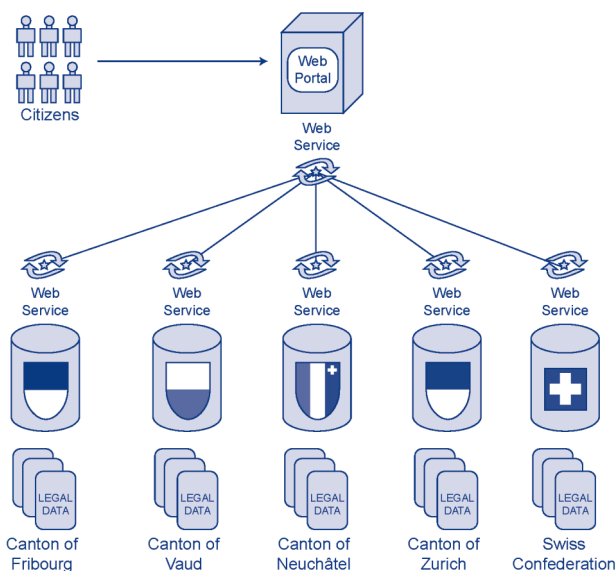 Web
Portal
Citizens
Web
Service
Web
Service
Web
Service
Web
Service
Web
Service
Web
Service
LEGAL
DATA
LEGAL
DATA
LEGAL
DATA
LEGAL
DATA
LEGAL
DATA
Canton of
Fribourg
Canton of
Vaud
Canton of
Neuchâtel
Canton of
Zurich
Swiss
Confederation